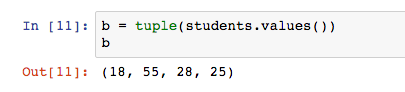 In [11]: b = tuple(students.values())
b
Out[11]: (18, 55, 28, 25)